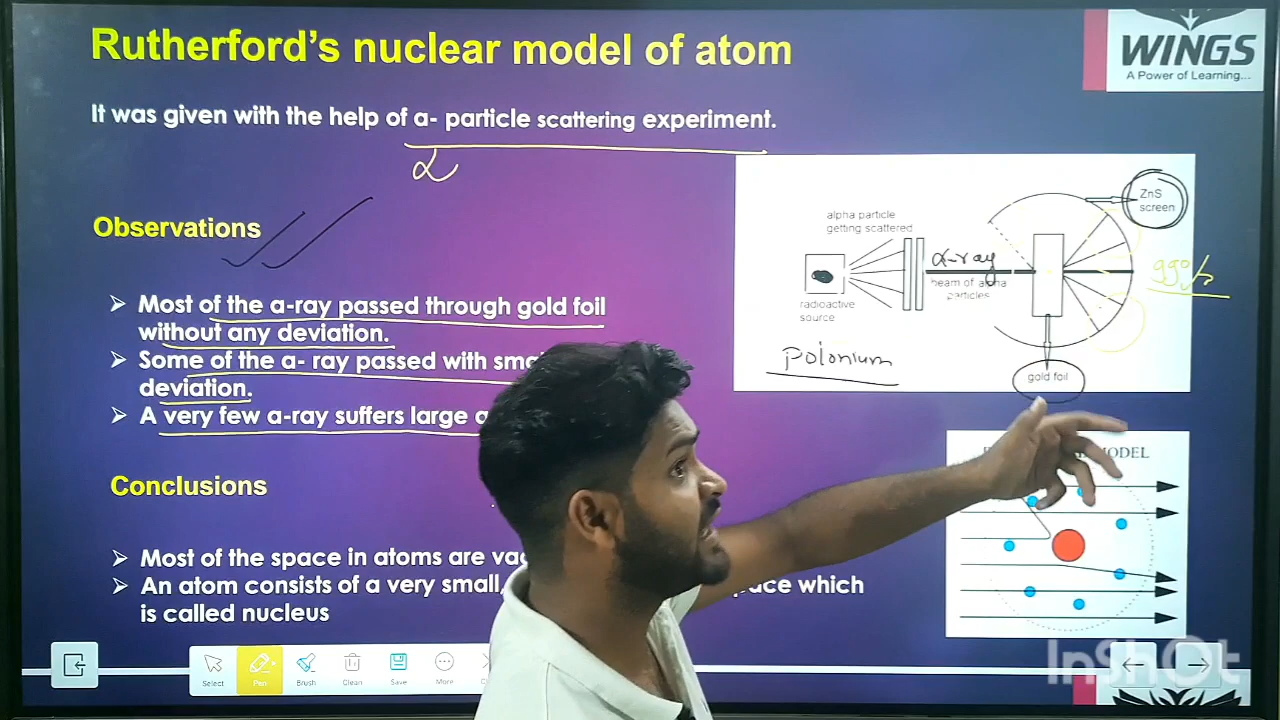 Rutherford's nuclear model of atom
WINGS
A Power of Learning...
It was given with the help of a- particle scattering experiment.
α
Observations
Most of the a-ray passed through gold foil
without any deviation.
Some of the a- ray passed with
deviation.
A very few a-ray suffers large
alpha particle
getting scattered
α-ray
beam of
particles
radioactive
source
Polonium
ZnS
screen
99%
gold foil
MODEL
Conclusions
Most of the space in atoms are
An atom consists of a very small, which
is called nucleus
Select
Pen
Brush
Clean
Save
More
InShOt